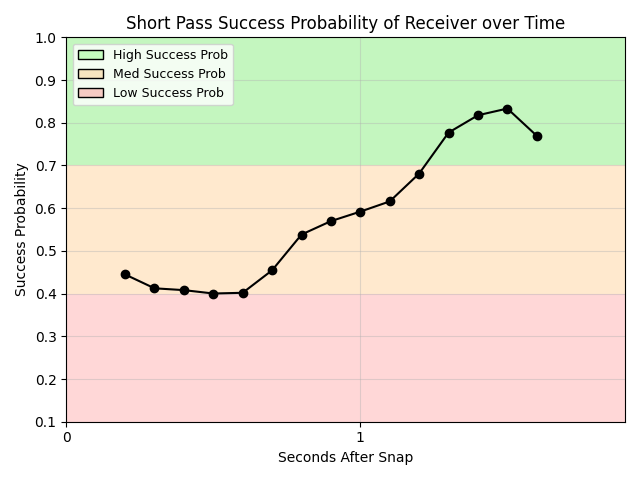 Short Pass Success Probability of Receiver over Time
1.0
0.9
0.8
0.7
0.6
0.5
0.4
0.3
0.2
0.1
Success Probability
High Success Prob
Med Success Prob
Low Success Prob
0
1
Seconds After Snap